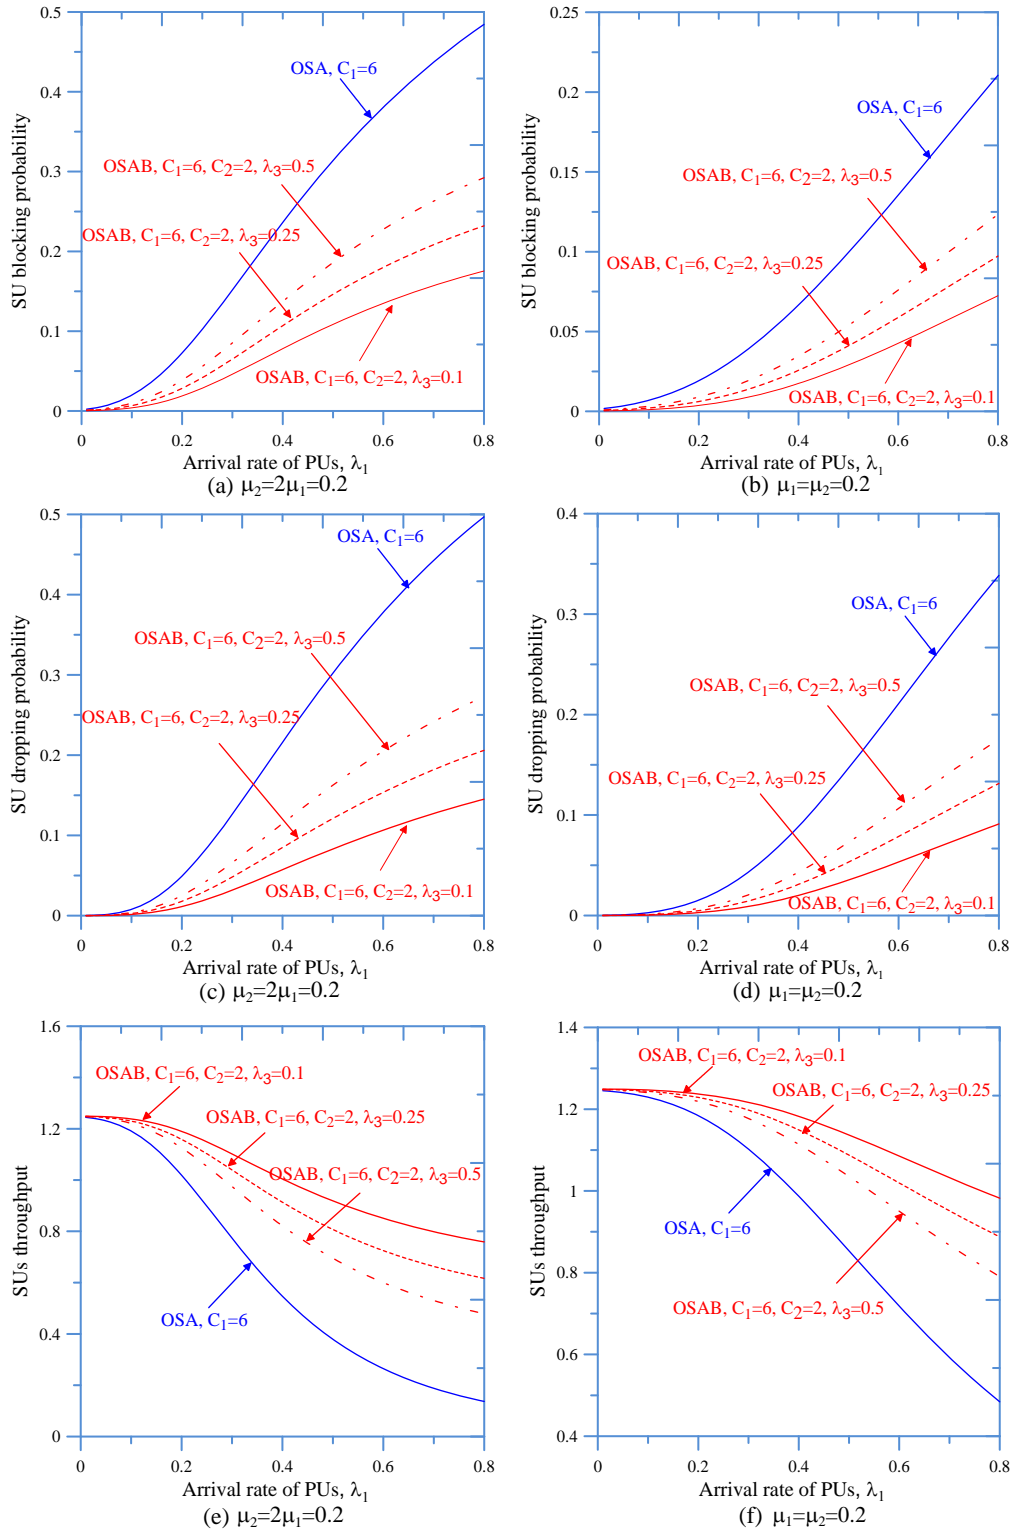 0.5
0.4
0.3
0.2
0.1
0
SU blocking probability
OSA, C₁=6
OSAB, C₁=6, C₂=2, λ₃=0.5
OSAB, C₁=6, C₂=2, λ₃=0.25
OSAB, C₁=6, C₂=2, λ₃=0.1
0 0.2 0.4 0.6 0.8
Arrival rate of PUs, λ₁
(a) μ₂=2μ₁=0.2
0.25
0.2
0.15
0.1
0.05
0
SU blocking probability
OSA, C₁=6
OSAB, C₁=6, C₂=2, λ₃=0.5
OSAB, C₁=6, C₂=2, λ₃=0.25
OSAB, C₁=6, C₂=2, λ₃=0.1
0 0.2 0.4 0.6 0.8
Arrival rate of PUs, λ₁
(b) μ₁=μ₂=0.2
0.5
0.4
0.3
0.2
0.1
0
SU dropping probability
OSA, C₁=6
OSAB, C₁=6, C₂=2, λ₃=0.5
OSAB, C₁=6, C₂=2, λ₃=0.25
OSAB, C₁=6, C₂=2, λ₃=0.1
0 0.2 0.4 0.6 0.8
Arrival rate of PUs, λ₁
(c) μ₂=2μ₁=0.2
0.4
0.3
0.2
0.1
0
SU dropping probability
OSA, C₁=6
OSAB, C₁=6, C₂=2, λ₃=0.5
OSAB, C₁=6, C₂=2, λ₃=0.25
OSAB, C₁=6, C₂=2, λ₃=0.1
0 0.2 0.4 0.6 0.8
Arrival rate of PUs, λ₁
(d) μ₁=μ₂=0.2
1.6
1.2
0.8
0.4
0
SUs throughput
OSAB, C₁=6, C₂=2, λ₃=0.1
OSAB, C₁=6, C₂=2, λ₃=0.25
OSAB, C₁=6, C₂=2, λ₃=0.5
OSA, C₁=6
0 0.2 0.4 0.6 0.8
Arrival rate of PUs, λ₁
(e) μ₂=2μ₁=0.2
1.4
1.2
1
0.8
0.6
0.4
SUs throughput
OSAB, C₁=6, C₂=2, λ₃=0.1
OSAB, C₁=6, C₂=2, λ₃=0.25
OSA, C₁=6
OSAB, C₁=6, C₂=2, λ₃=0.5
0 0.2 0.4 0.6 0.8
Arrival rate of PUs, λ₁
(f) μ₁=μ₂=0.2